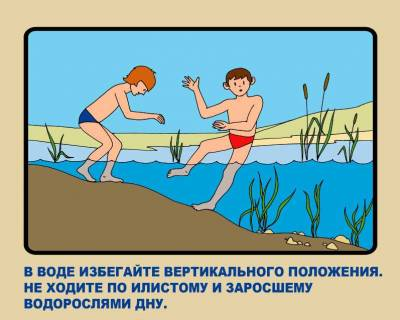 В ВОДЕ ИЗБЕГАЙТЕ ВЕРТИКАЛЬНОГО ПОЛОЖЕНИЯ.
НЕ ХОДИТЕ ПО ИЛИСТОМУ И ЗАРОСШЕМУ
ВОДОРОСЛЯМИ ДНУ.